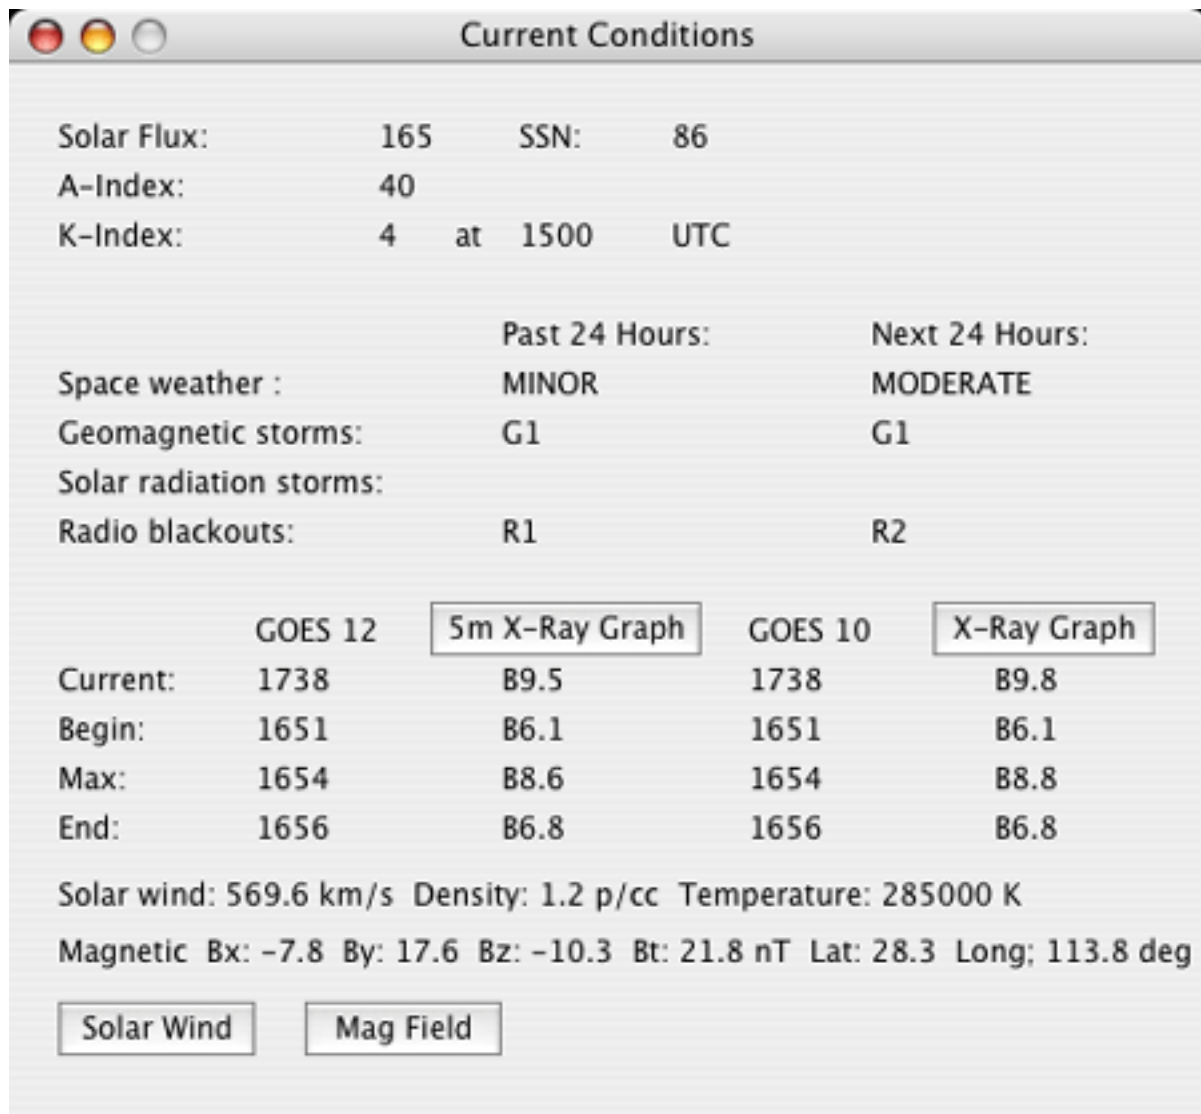 Current Conditions
Solar Flux: 165 SSN: 86
A-Index: 40
K-Index: 4 at 1500 UTC
Past 24 Hours: Next 24 Hours:
Space weather : MINOR MODERATE
Geomagnetic storms: G1 G1
Solar radiation storms:
Radio blackouts: R1 R2
GOES 12 5m X-Ray Graph GOES 10 X-Ray Graph
Current: 1738 B9.5 1738 B9.8
Begin: 1651 B6.1 1651 B6.1
Max: 1654 B8.6 1654 B8.8
End: 1656 B6.8 1656 B6.8
Solar wind: 569.6 km/s Density: 1.2 p/cc Temperature: 285000 K
Magnetic Bx: -7.8 By: 17.6 Bz: -10.3 Bt: 21.8 nT Lat: 28.3 Long; 113.8 deg
Solar Wind Mag Field